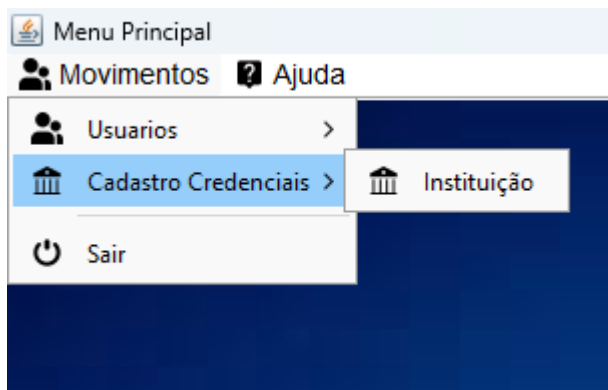 Menu Principal
Movimentos Ajuda
Usuarios
Cadastro Credenciais Instituição
Sair